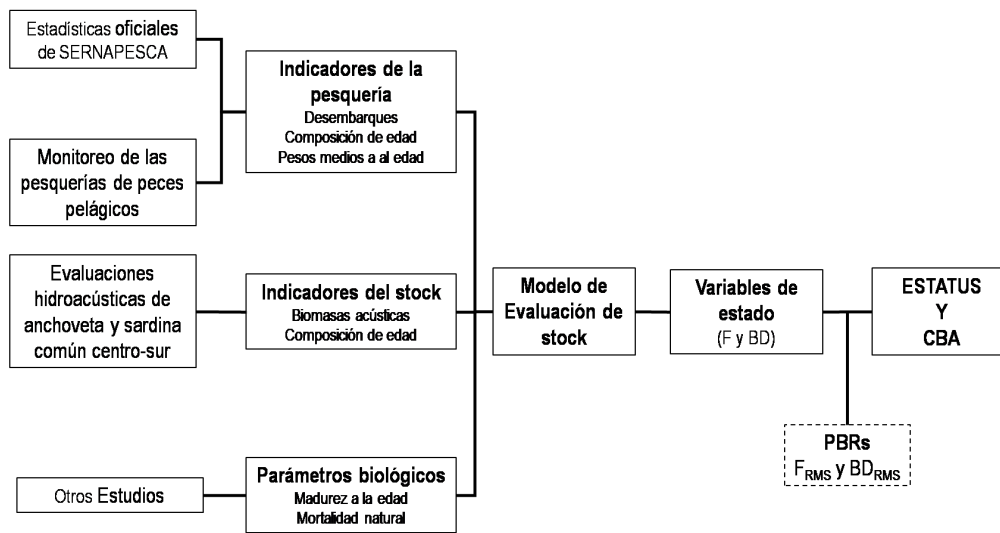 Estadísticas oficiales
de SERNAPESCA
Monitoreo de las
pesquerías de peces
pelágicos
Indicadores de la
pesquería
Desembarques
Composición de edad
Pesos medios a al edad
Evaluaciones
hidroacústicas de
anchoveta y sardina
común centro-sur
Indicadores del stock
Biomasas acústicas
Composición de edad
Otros Estudios
Parámetros biológicos
Madurez a la edad
Mortalidad natural
Modelo de
Evaluación de
stock
Variables de
estado
(F y BD)
ESTATUS
Y
CBA
PBRs
FRMS y BDRMS